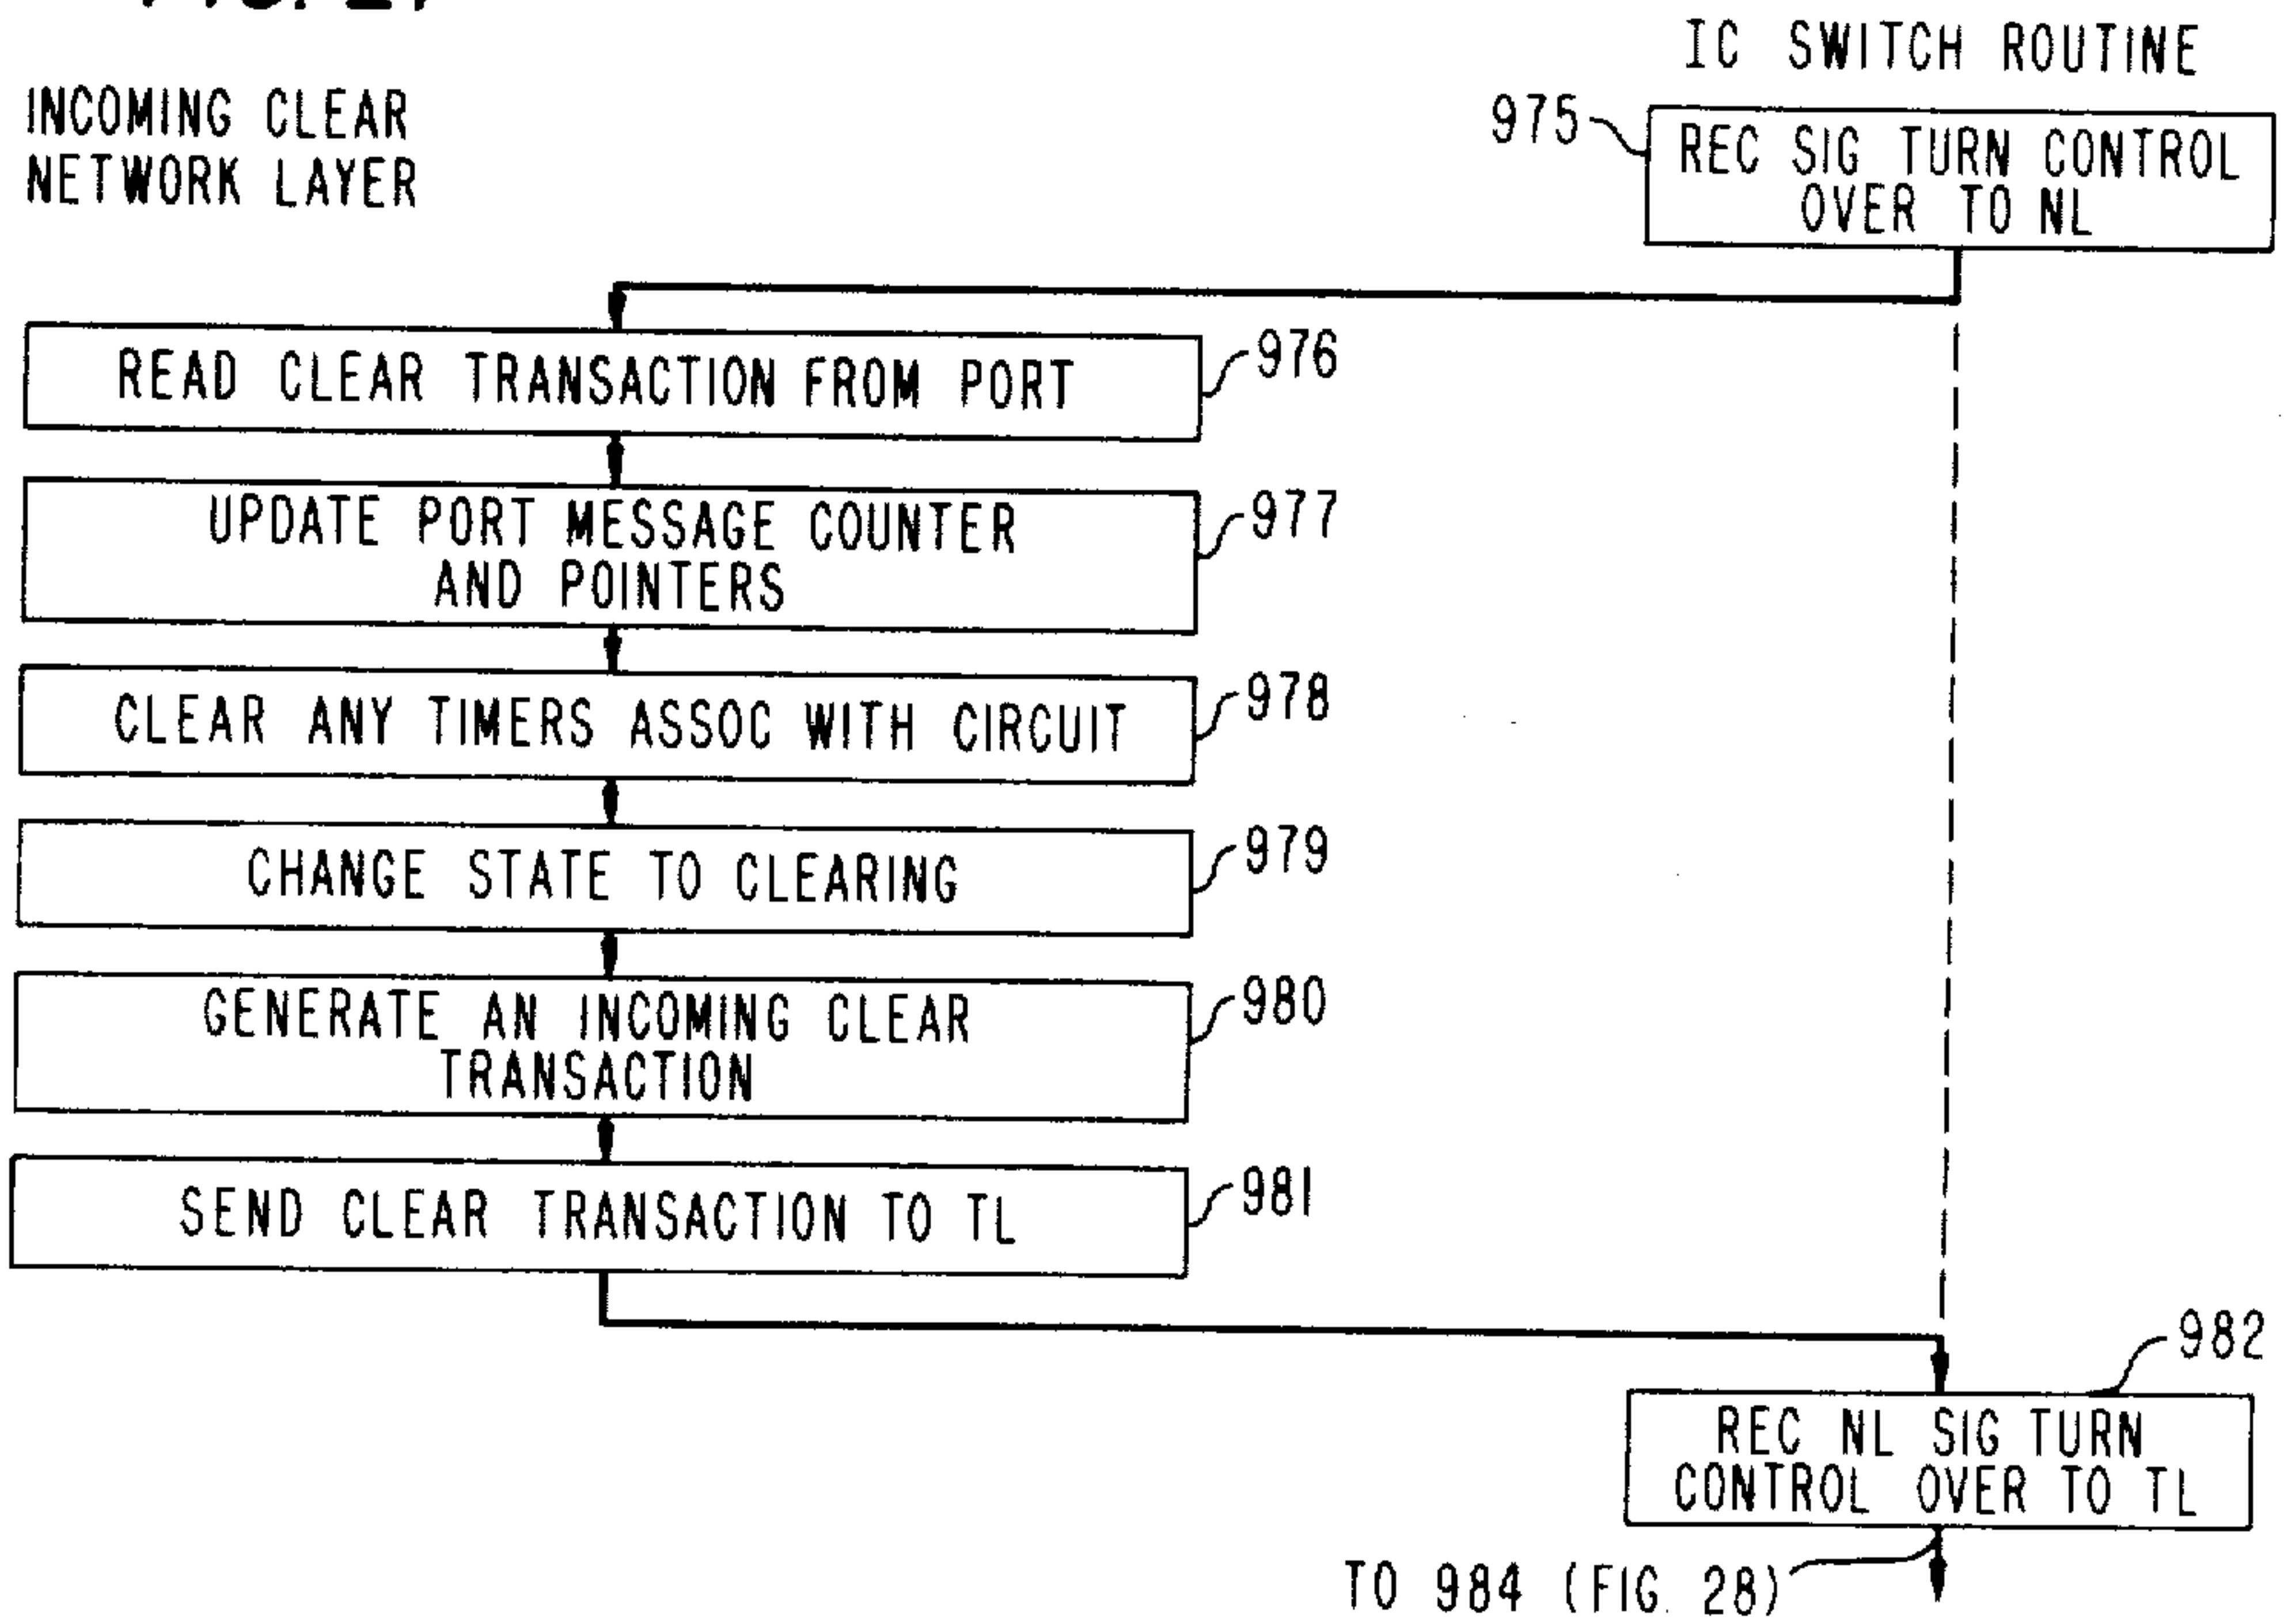 IC SWITCH ROUTINE
INCOMING CLEAR
NETWORK LAYER
975
REC SIG TURN CONTROL
OVER TO NL
READ CLEAR TRANSACTION FROM PORT
976
UPDATE PORT MESSAGE COUNTER
AND POINTERS
977
CLEAR ANY TIMERS ASSOC WITH CIRCUIT
978
CHANGE STATE TO CLEARING
979
GENERATE AN INCOMING CLEAR
TRANSACTION
980
SEND CLEAR TRANSACTION TO TL
981
982
REC NL SIG TURN
CONTROL OVER TO TL
TO 984 (FIG. 28)